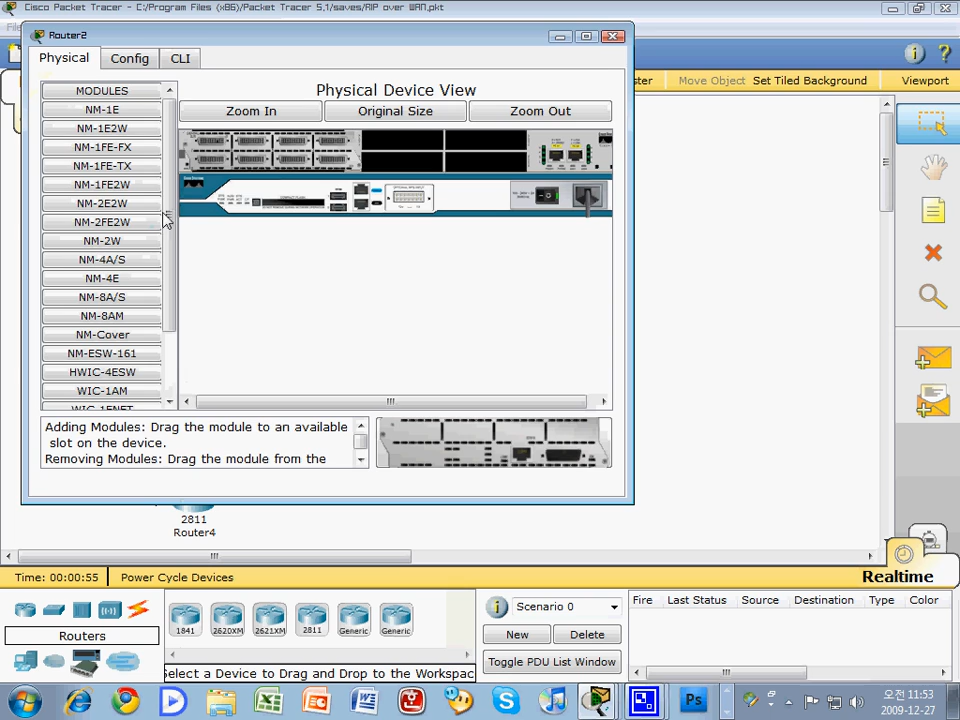 Cisco Packet Tracer - C:/Program Files (x86)/Packet Tracer 5,1/saves/RIP over WAN.pkt
Router2
Physical
Config
CLI
MODULES
NM-1E
NM-1E2W
NM-1FE-FX
NM-1FE-TX
NM-1FE2W
NM-2E2W
NM-2FE2W
NM-2W
NM-4A/S
NM-4E
NM-8A/S
NM-8AM
NM-Cover
NM-ESW-161
HWIC-4ESW
WIC-1AM
WIC-1ENET
Physical Device View
Zoom In
Original Size
Zoom Out
Adding Modules: Drag the module to an available
slot on the device.
Removing Modules: Drag the module from the
ster
Move Object
Set Tiled Background
Viewport
2811
Router4
Time: 00:00:55
Power Cycle Devices
Realtime
Routers
1841
2620XM
2621XM
2811
Generic
Generic
Select a Device to Drag and Drop to the Workspac
Scenario 0
New
Delete
Toggle PDU List Window
Fire
Last Status
Source
Destination
Type
Color
Ps
오전 11:53
2009-12-27